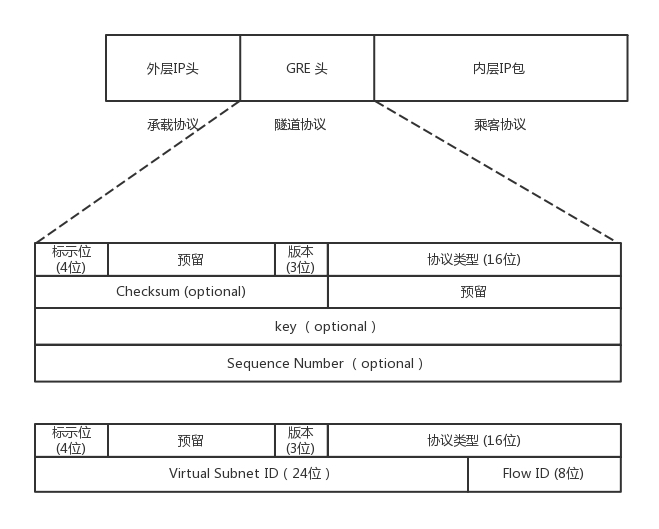 外层IP头 GRE 头 内层IP包
承载协议 隧道协议 乘客协议
标示位 (4位) 预留 版本 (3位) 协议类型 (16位)
Checksum (optional) 预留
key （ optional ）
Sequence Number （ optional ）
标示位 (4位) 预留 版本 (3位) 协议类型 (16位)
Virtual Subnet ID（ 24位 ） Flow ID (8位)